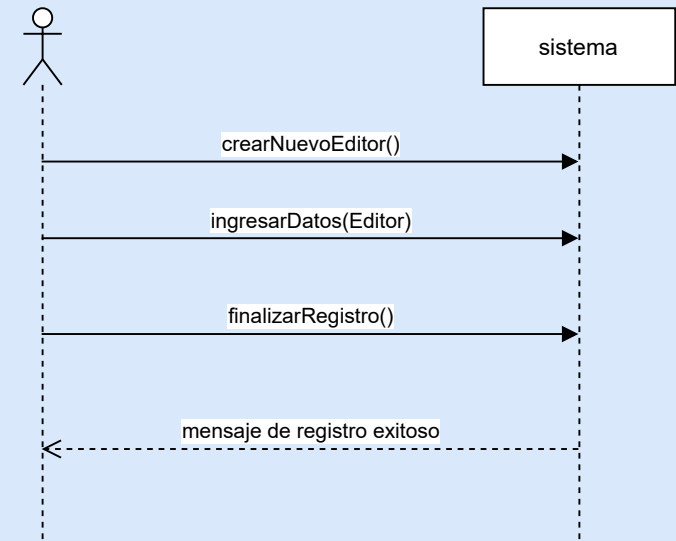 sistema
crearNuevoEditor()
ingresarDatos(Editor)
finalizarRegistro()
mensaje de registro exitoso